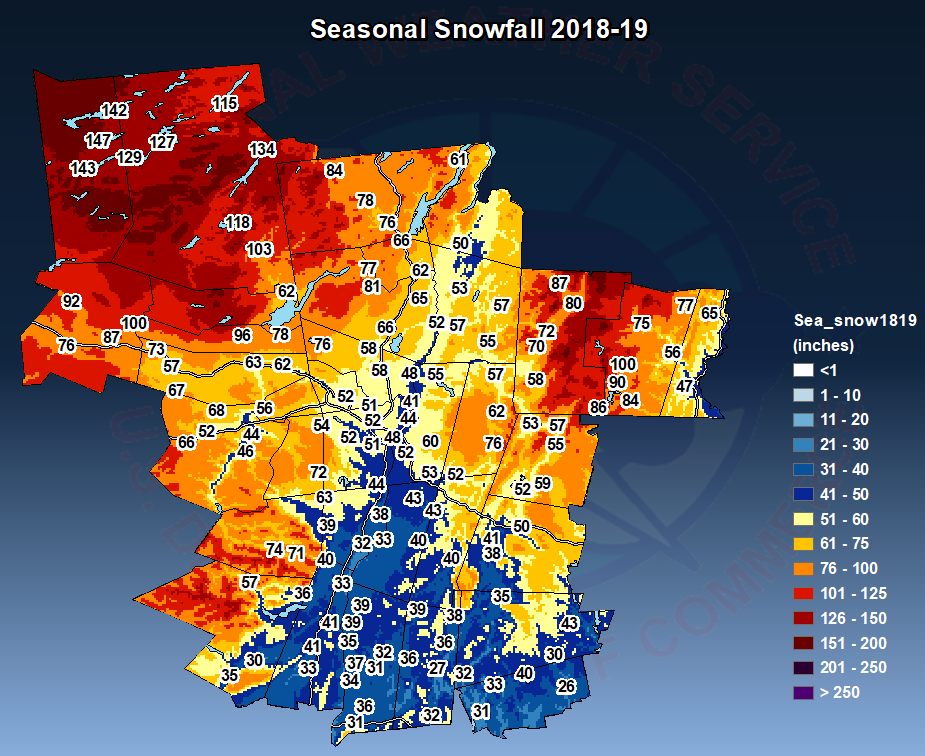 Seasonal Snowfall 2018-19
142 115
147 127
143 129 134
84 61
78
118 76
103 66 50
77 62
92 62 81 65 53 57 87 80 77 65
100 52 57 75
76 87 96 78 76 66 55 72 70
73 58 56
57 63 62 58 48 55 57 58 100 90 47
67 52 51 41 62 86 84
68 56 52 44
66 52 44 54 52 51 48 60 76 53 57 55
46 52
72 53 52 52 59
63 44 43
39 38 43 50
74 71 40 32 33 40 40 41 38
57 36 33 35
39 39 38
41 39 43
41 35 36
30 33 37 32 31 36 27 32 30
35 34 33 40 26
36 31 32 31
Sea_snow1819
(inches)
<1
1 - 10
11 - 20
21 - 30
31 - 40
41 - 50
51 - 60
61 - 75
76 - 100
101 - 125
126 - 150
151 - 200
201 - 250
> 250